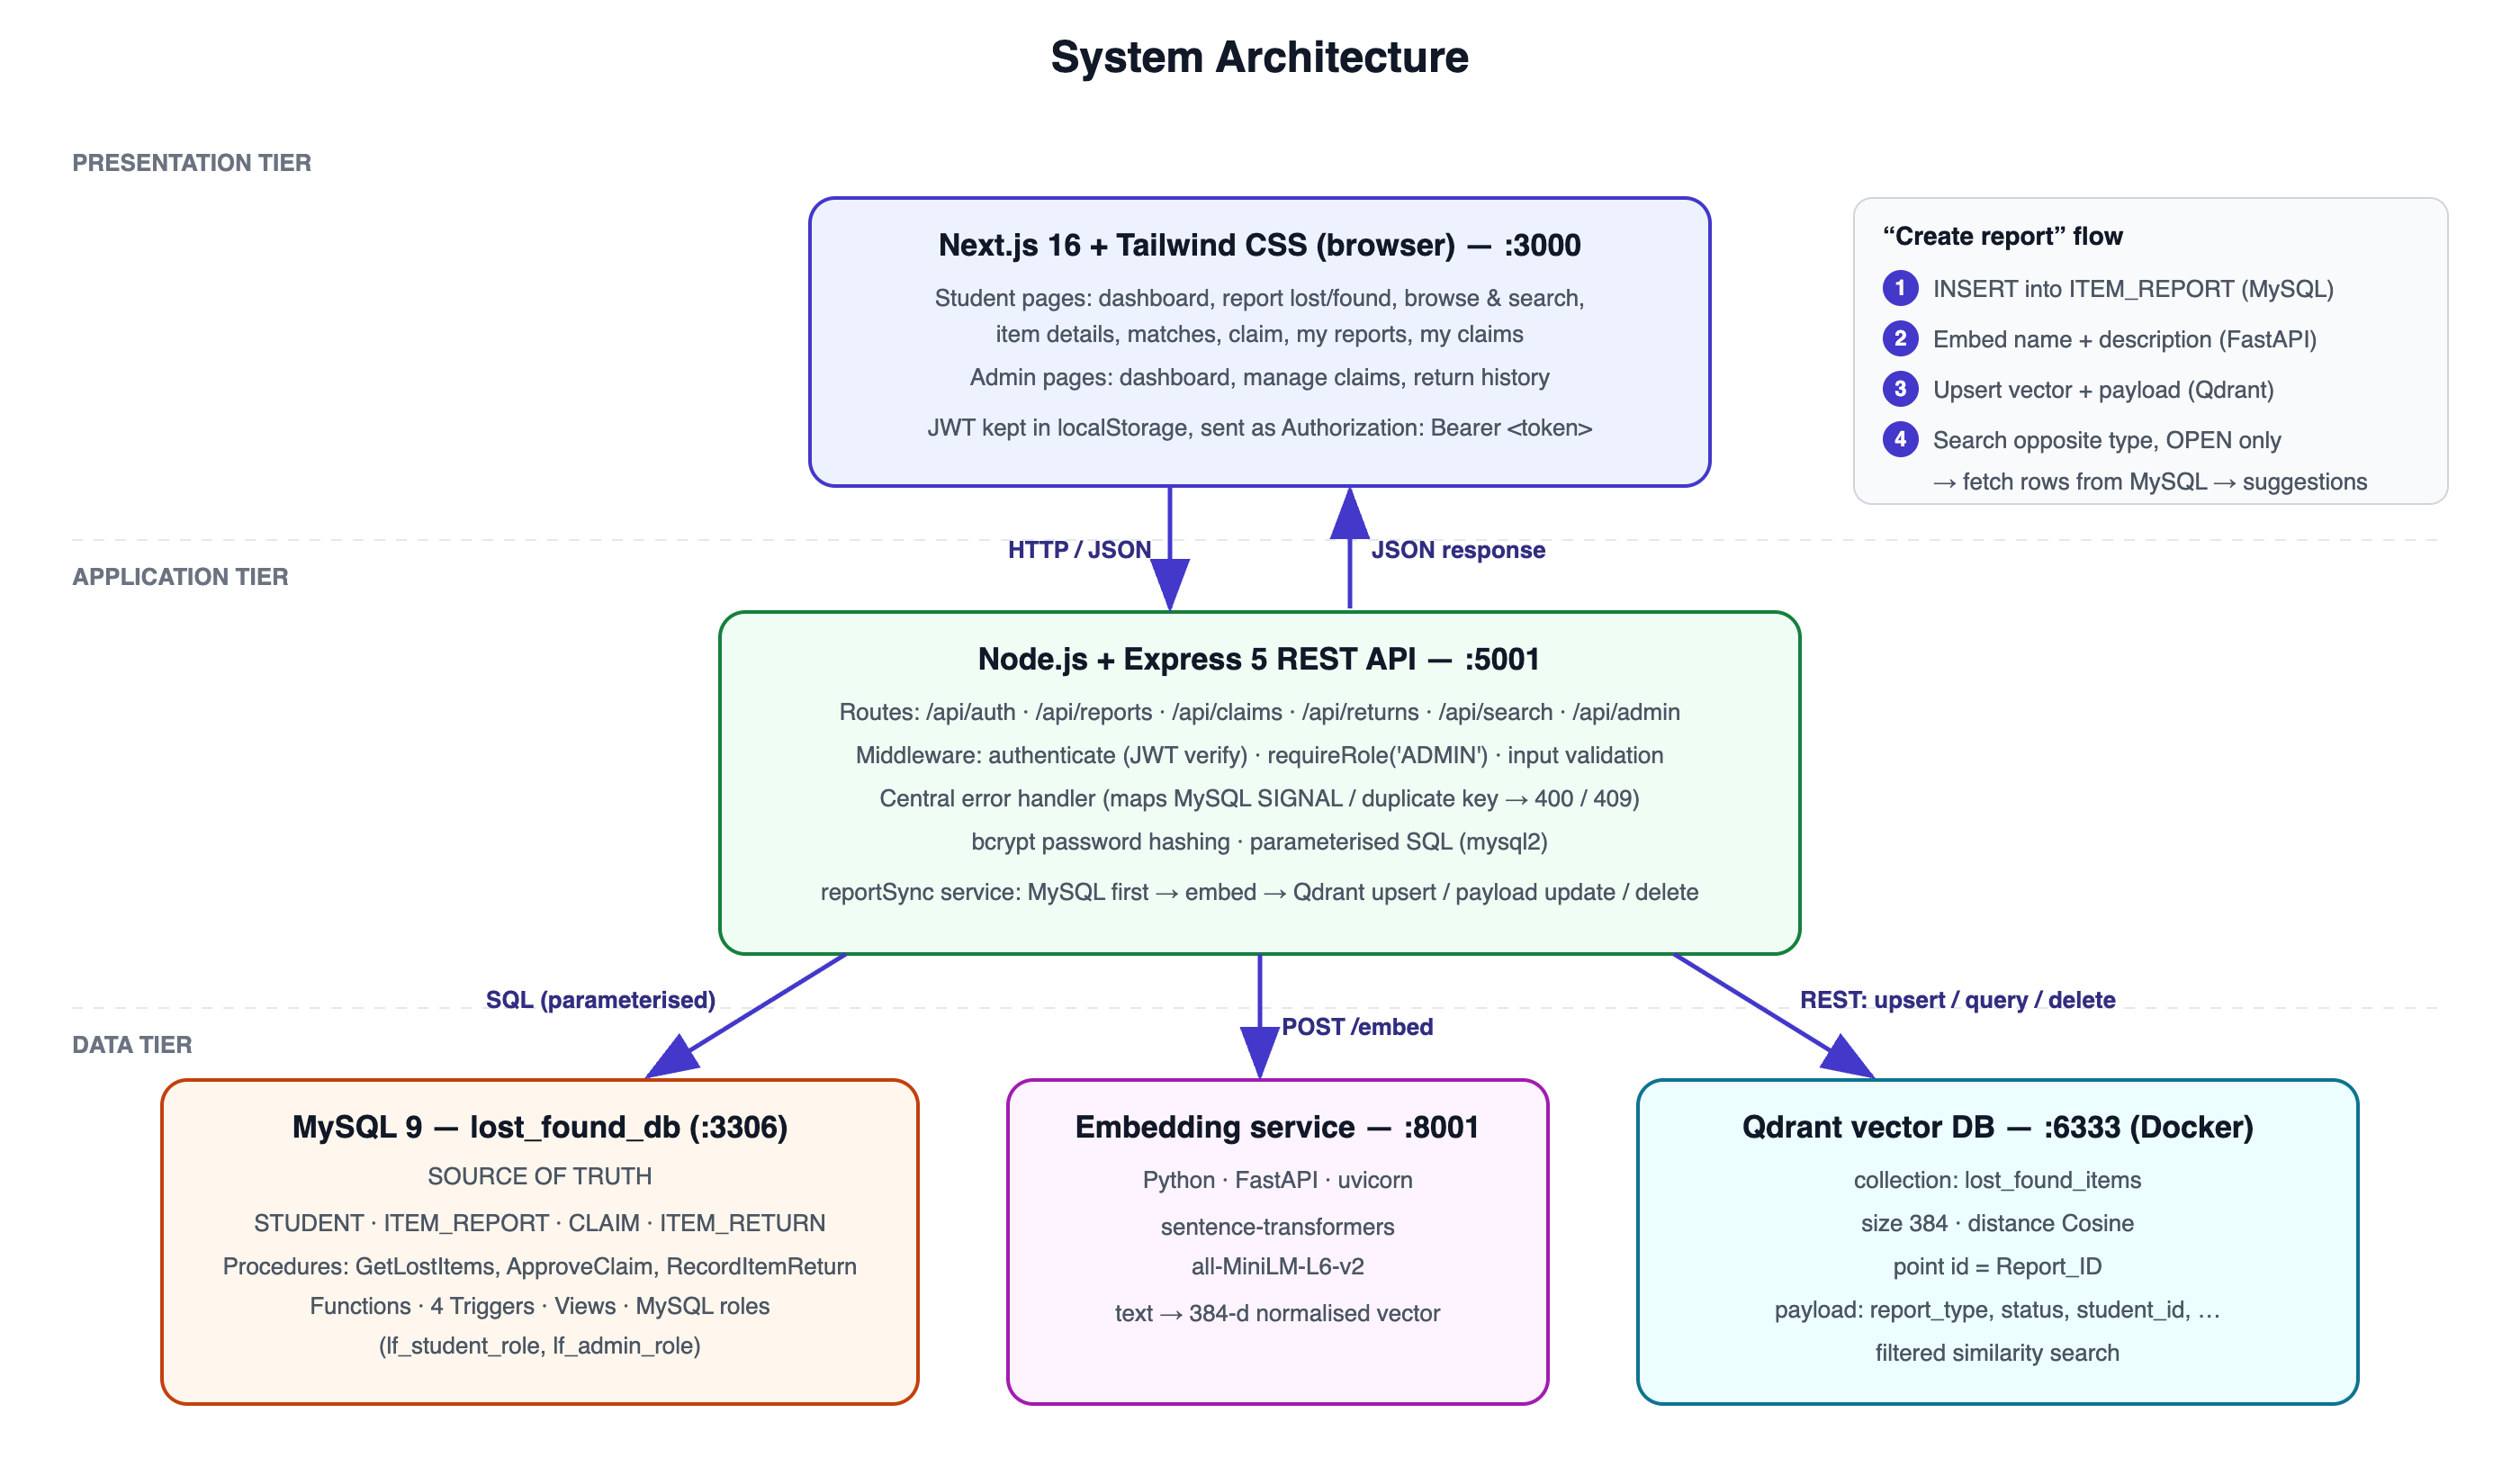 System Architecture
PRESENTATION TIER
Next.js 16 + Tailwind CSS (browser) — :3000
Student pages: dashboard, report lost/found, browse & search,
item details, matches, claim, my reports, my claims
Admin pages: dashboard, manage claims, return history
JWT kept in localStorage, sent as Authorization: Bearer <token>
“Create report” flow
1 INSERT into ITEM_REPORT (MySQL)
2 Embed name + description (FastAPI)
3 Upsert vector + payload (Qdrant)
4 Search opposite type, OPEN only
→ fetch rows from MySQL → suggestions
HTTP / JSON
JSON response
APPLICATION TIER
Node.js + Express 5 REST API — :5001
Routes: /api/auth · /api/reports · /api/claims · /api/returns · /api/search · /api/admin
Middleware: authenticate (JWT verify) · requireRole('ADMIN') · input validation
Central error handler (maps MySQL SIGNAL / duplicate key → 400 / 409)
bcrypt password hashing · parameterised SQL (mysql2)
reportSync service: MySQL first → embed → Qdrant upsert / payload update / delete
SQL (parameterised)
POST /embed
REST: upsert / query / delete
DATA TIER
MySQL 9 — lost_found_db (:3306)
SOURCE OF TRUTH
STUDENT · ITEM_REPORT · CLAIM · ITEM_RETURN
Procedures: GetLostItems, ApproveClaim, RecordItemReturn
Functions · 4 Triggers · Views · MySQL roles
(lf_student_role, lf_admin_role)
Embedding service — :8001
Python · FastAPI · uvicorn
sentence-transformers
all-MiniLM-L6-v2
text → 384-d normalised vector
Qdrant vector DB — :6333 (Docker)
collection: lost_found_items
size 384 · distance Cosine
point id = Report_ID
payload: report_type, status, student_id, …
filtered similarity search